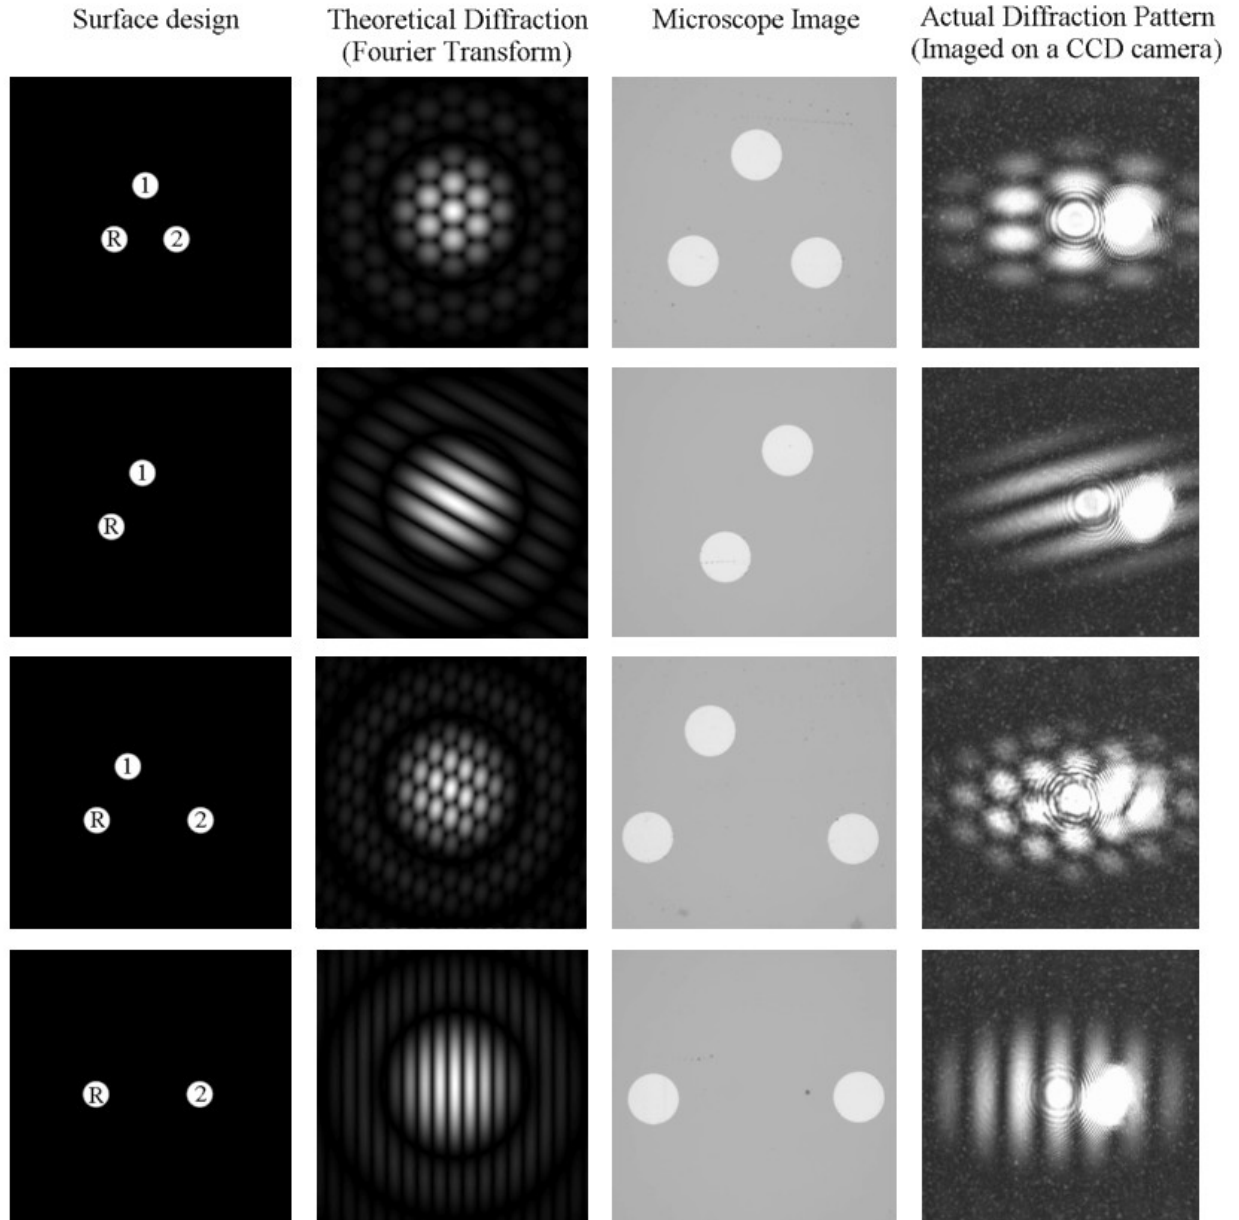 Surface design
Theoretical Diffraction
(Fourier Transform)
Microscope Image
Actual Diffraction Pattern
(Imaged on a CCD camera)
1
R 2
1
R
1
R 2
R 2